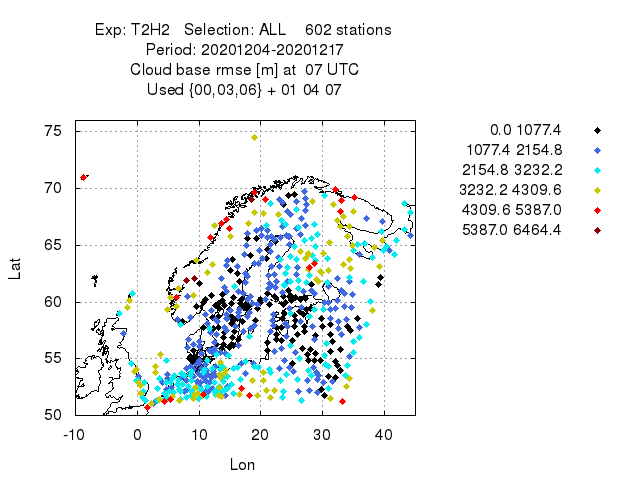 Exp: T2H2 Selection: ALL 602 stations
Period: 20201204-20201217
Cloud base rmse [m] at 07 UTC
Used {00,03,06} + 01 04 07
0.0 1077.4
1077.4 2154.8
2154.8 3232.2
3232.2 4309.6
4309.6 5387.0
5387.0 6464.4
75
70
65
60
55
50
Lat
-10 0 10 20 30 40
Lon